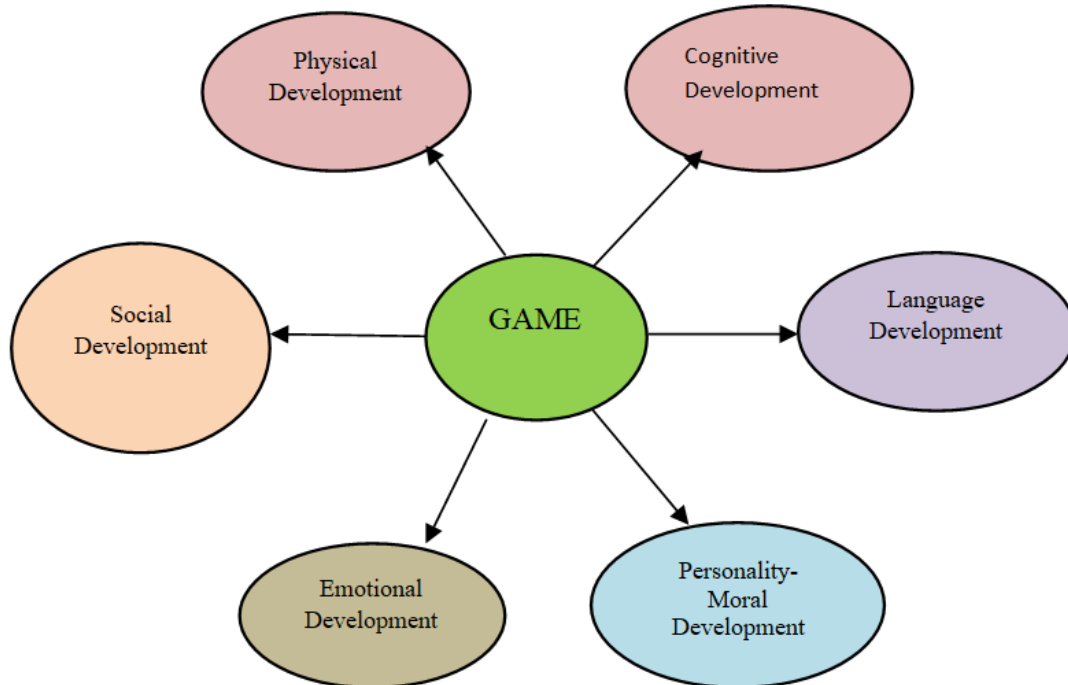 Physical
Development
Cognitive
Development
Social
Development
GAME
Language
Development
Emotional
Development
Personality-
Moral
Development